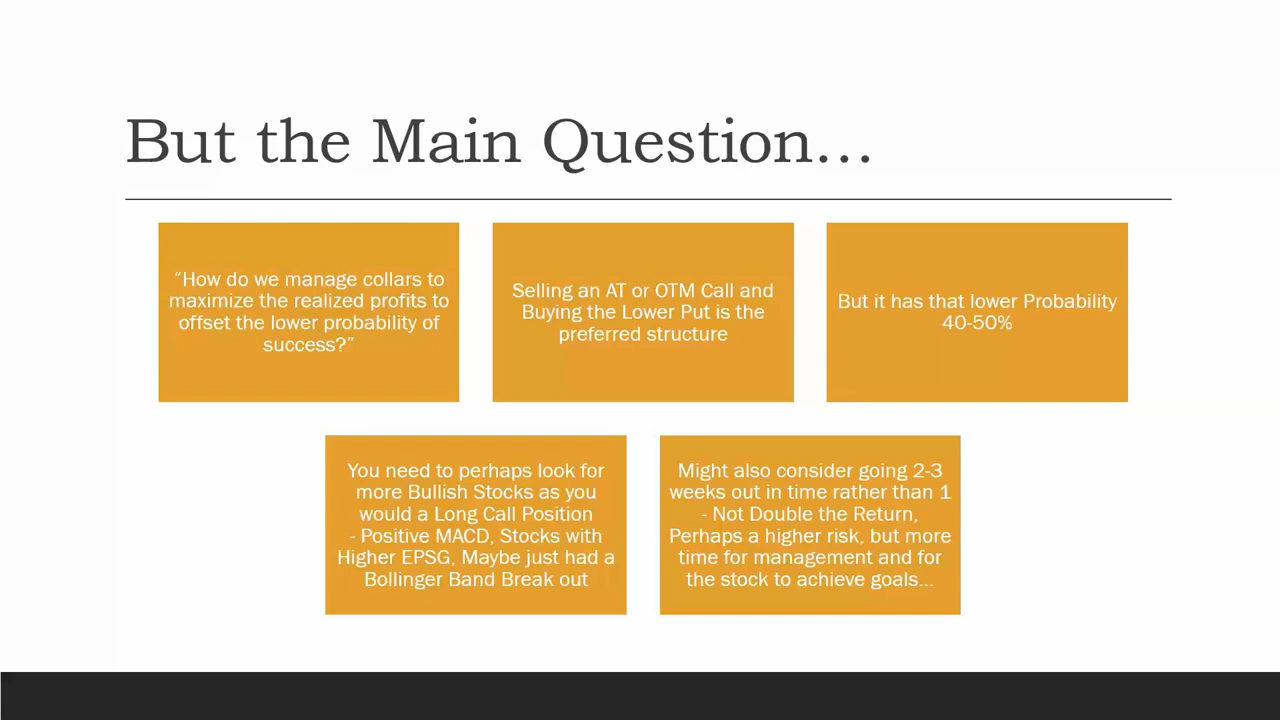 But the Main Question...
“How do we manage collars to
maximize the realized profits to
offset the lower probability of
success?”
Selling an AT or OTM Call and
Buying the Lower Put is the
preferred structure
But it has that lower Probability
40-50%
You need to perhaps look for
more Bullish Stocks as you
would a Long Call Position
- Positive MACD, Stocks with
Higher EPSG, Maybe just had a
Bollinger Band Break out
Might also consider going 2-3
weeks out in time rather than 1
- Not Double the Return,
Perhaps a higher risk, but more
time for management and for
the stock to achieve goals...